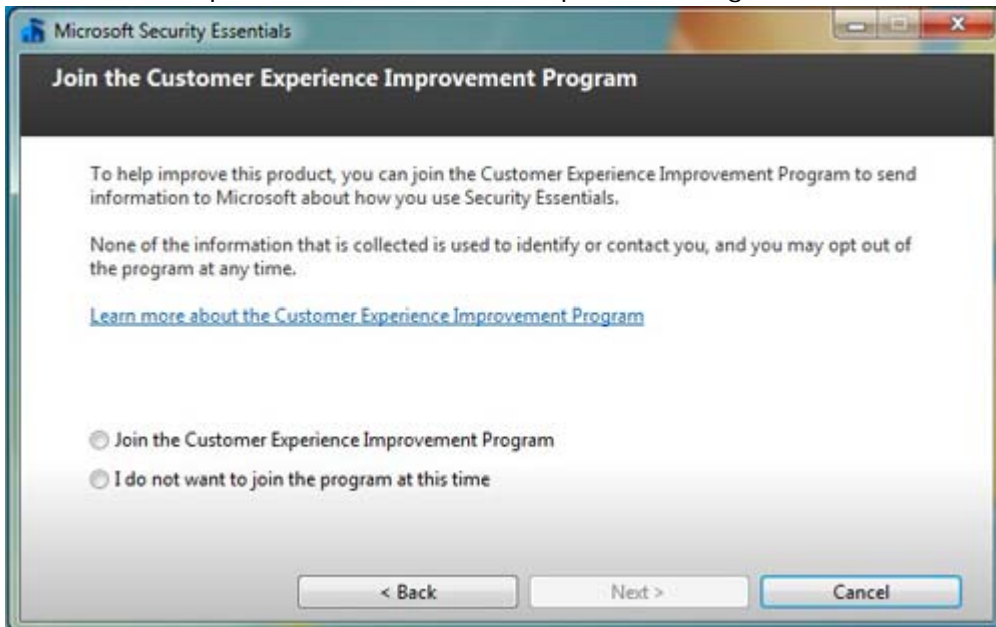 Microsoft Security Essentials
Join the Customer Experience Improvement Program
To help improve this product, you can join the Customer Experience Improvement Program to send
information to Microsoft about how you use Security Essentials.
None of the information that is collected is used to identify or contact you, and you may opt out of
the program at any time.
Learn more about the Customer Experience Improvement Program
Join the Customer Experience Improvement Program
I do not want to join the program at this time
< Back
Next >
Cancel